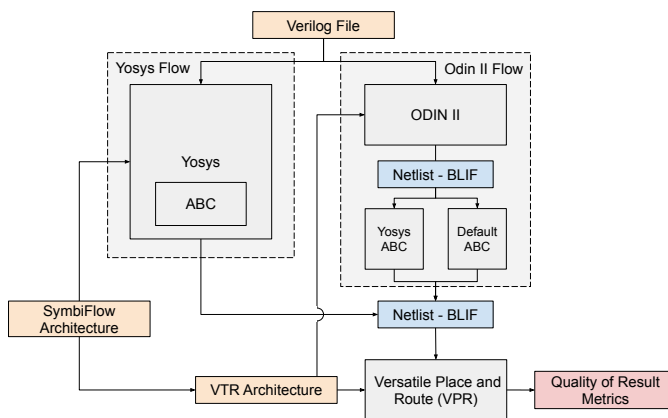 Verilog File
Yosys Flow
Odin II Flow
Yosys
ABC
ODIN II
Netlist - BLIF
Yosys
ABC
Default
ABC
SymbiFlow
Architecture
Netlist - BLIF
VTR Architecture
Versatile Place and
Route (VPR)
Quality of Result
Metrics